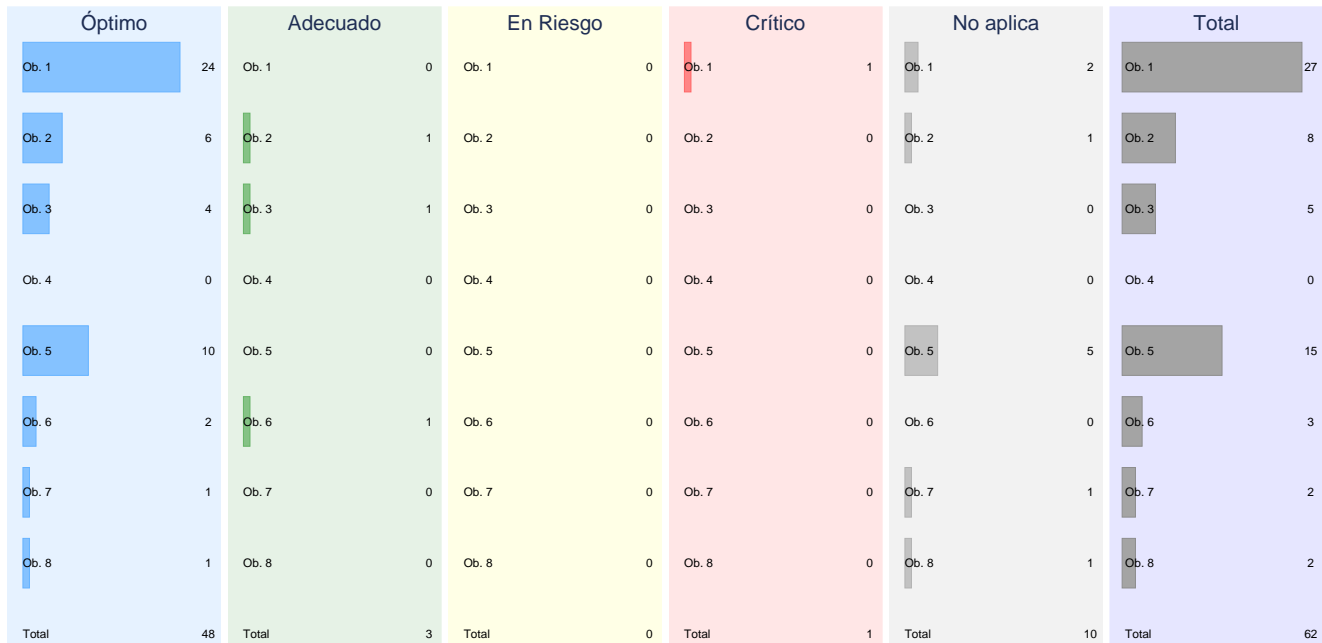 Óptimo Adecuado En Riesgo Crítico No aplica Total
Ob. 1 24 Ob. 1 0 Ob. 1 0 Ob. 1 1 Ob. 1 2 Ob. 1 27
Ob. 2 6 Ob. 2 1 Ob. 2 0 Ob. 2 0 Ob. 2 1 Ob. 2 8
Ob. 3 4 Ob. 3 1 Ob. 3 0 Ob. 3 0 Ob. 3 0 Ob. 3 5
Ob. 4 0 Ob. 4 0 Ob. 4 0 Ob. 4 0 Ob. 4 0 Ob. 4 0
Ob. 5 10 Ob. 5 0 Ob. 5 0 Ob. 5 0 Ob. 5 5 Ob. 5 15
Ob. 6 2 Ob. 6 1 Ob. 6 0 Ob. 6 0 Ob. 6 0 Ob. 6 3
Ob. 7 1 Ob. 7 0 Ob. 7 0 Ob. 7 0 Ob. 7 1 Ob. 7 2
Ob. 8 1 Ob. 8 0 Ob. 8 0 Ob. 8 0 Ob. 8 1 Ob. 8 2
Total 48 Total 3 Total 0 Total 1 Total 10 Total 62